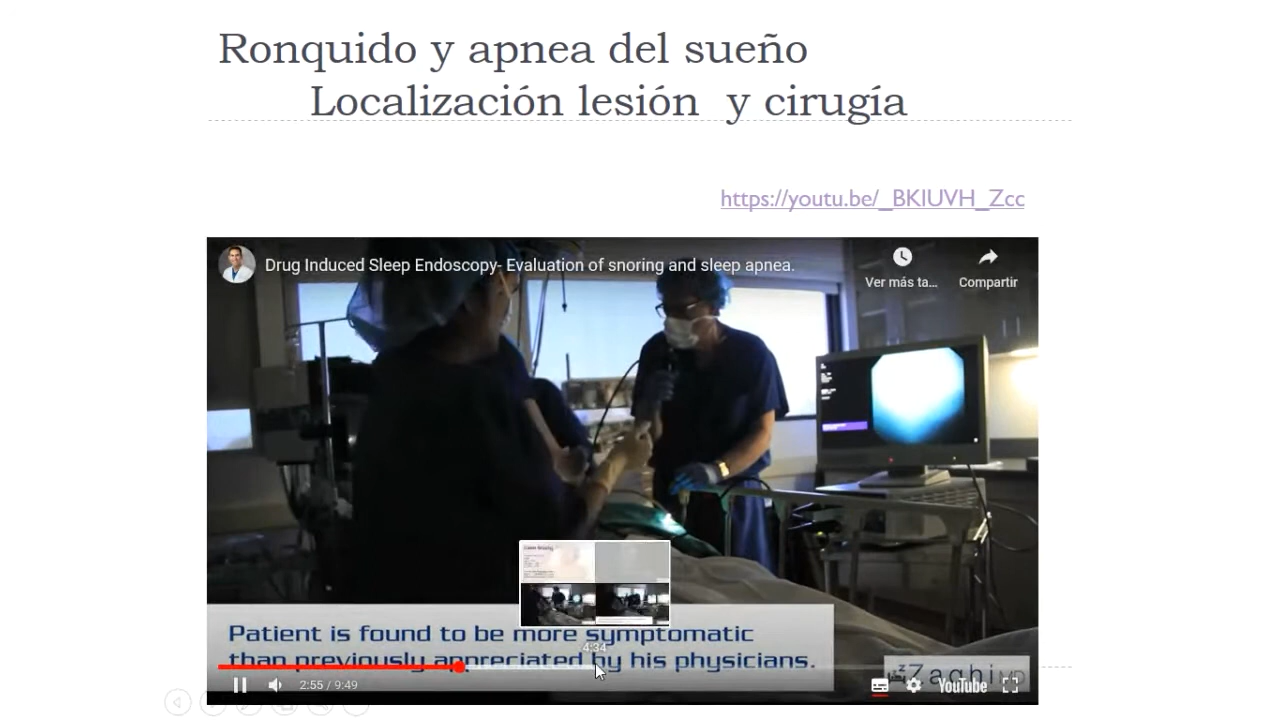 Ronquido y apnea del sueño
Localización lesión y cirugía
https://youtu.be/_BKIUVH_Zcc
Drug Induced Sleep Endoscopy- Evaluation of snoring and sleep apnea.
Ver más ta...
Compartir
Patient is found to be more symptomatic
4:34
than previously appreciated by his physicians.
2:55 / 9:49
YouTube